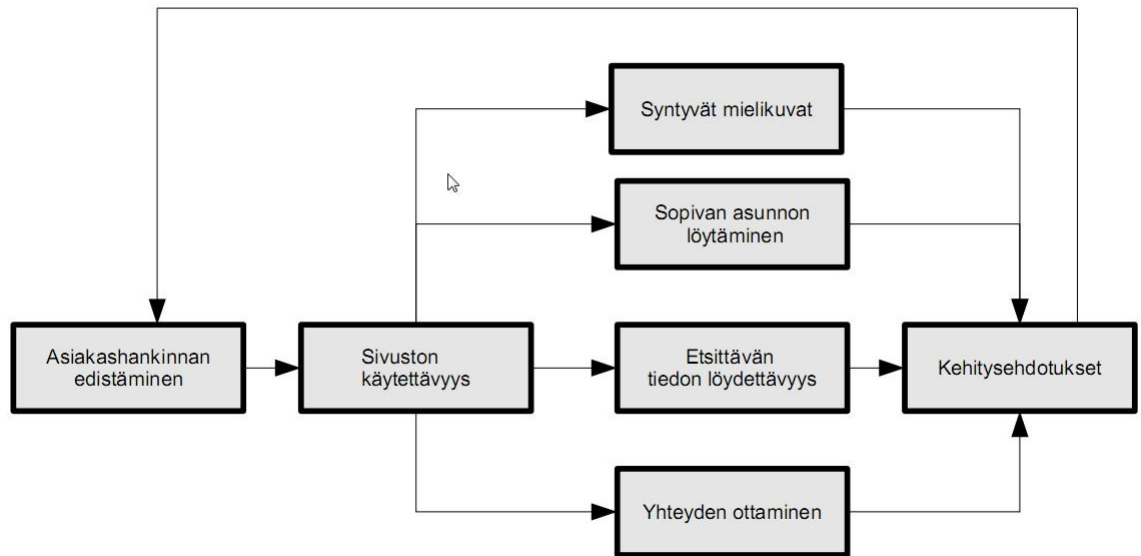 Syntyvät mielikuvat
Sopivan asunnon
löytäminen
Asiakashankinnan
edistäminen
Sivuston
käytettävyys
Etsittävän
tiedon löydettävyys
Kehitysehdotukset
Yhteyden ottaminen